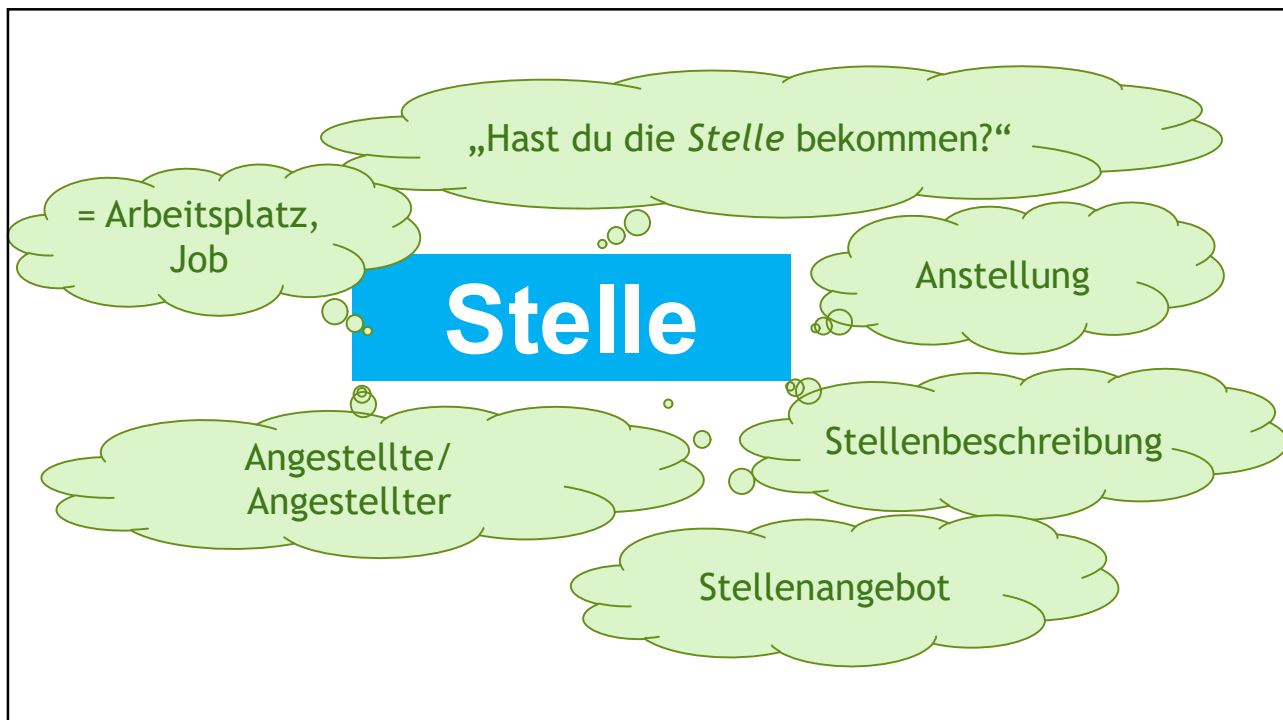 „Hast du die Stelle bekommen?“
= Arbeitsplatz,
Job
Stelle
Anstellung
Angestellte/
Angestellter
Stellenbeschreibung
Stellenangebot